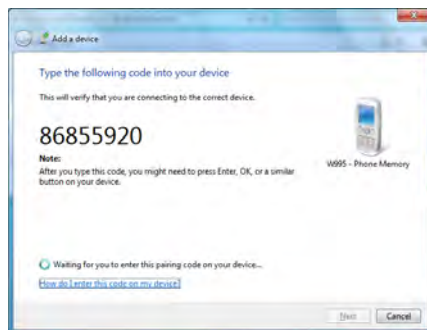 Add a device
Type the following code into your device
This will verify that you are connecting to the correct device.
86855920
Note:
After you type this code, you might need to press Enter, OK, or a similar
button on your device.
W995 - Phone Memory
Waiting for you to enter this pairing code on your device...
How do I enter this code on my device?
Next
Cancel